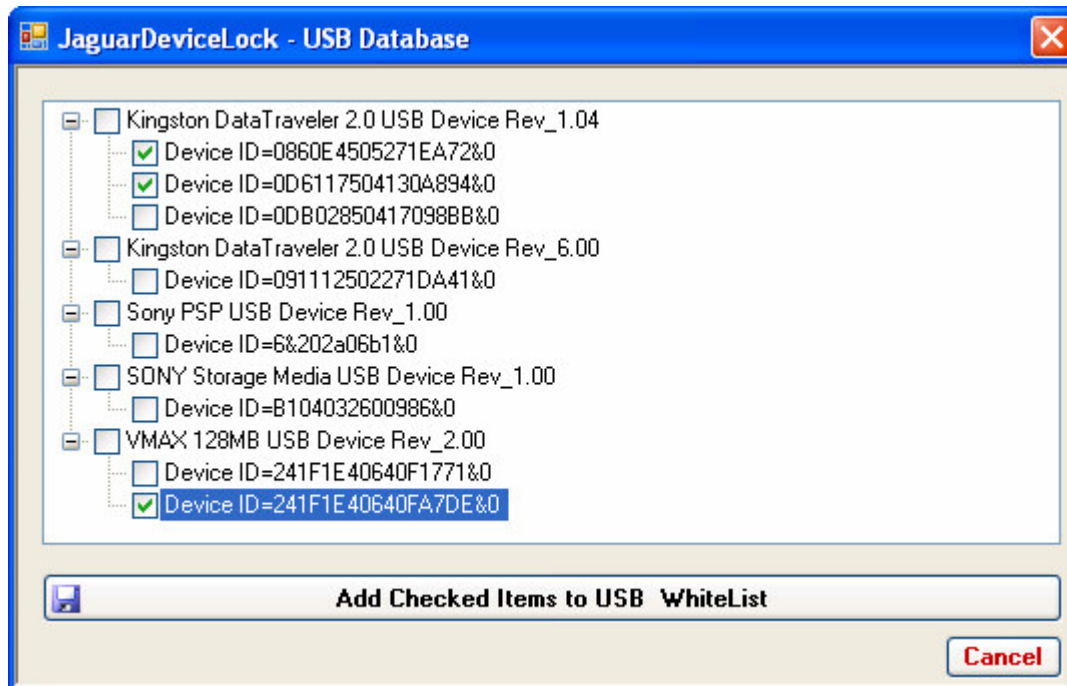 JaguarDeviceLock - USB Database
Kingston DataTraveler 2.0 USB Device Rev_1.04
Device ID=0860E4505271EA72&0
Device ID=0D6117504130A894&0
Device ID=0DB02850417098BB&0
Kingston DataTraveler 2.0 USB Device Rev_6.00
Device ID=091112502271DA41&0
Sony PSP USB Device Rev_1.00
Device ID=6&202a06b1&0
SONY Storage Media USB Device Rev_1.00
Device ID=B104032600986&0
VMAX 128MB USB Device Rev_2.00
Device ID=241F1E40640F1771&0
Device ID=241F1E40640FA7DE&0
Add Checked Items to USB  WhiteList
Cancel